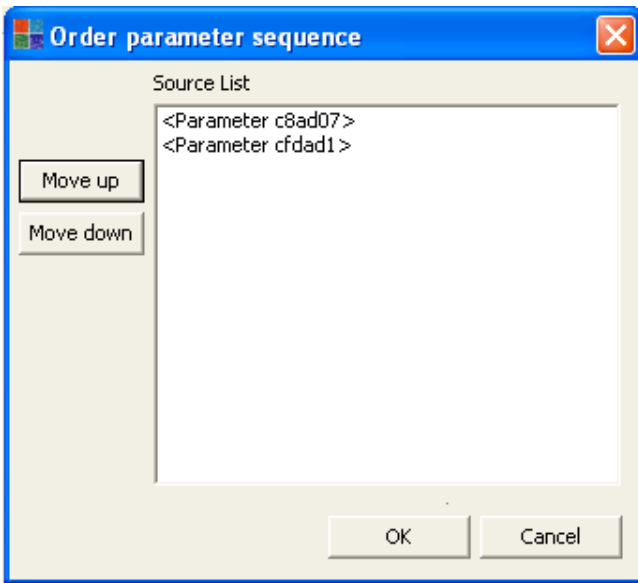 Order parameter sequence
Source List
<Parameter c8ad07>
<Parameter cfdad1>
Move up
Move down
OK
Cancel